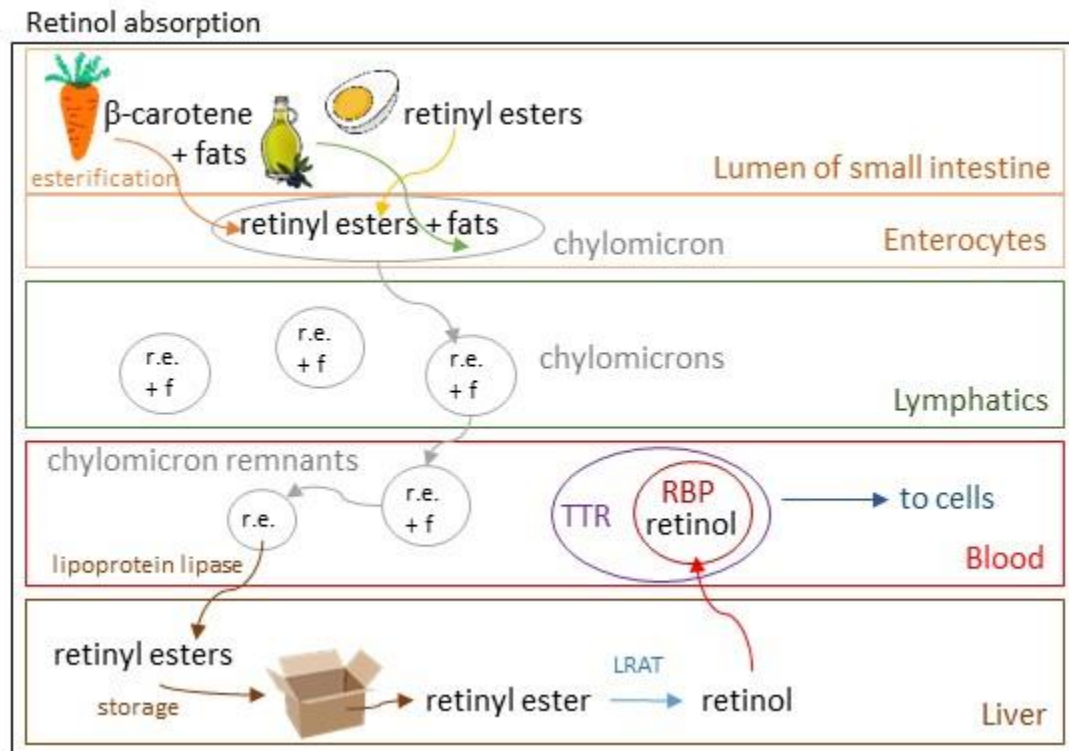 Retinol absorption
β-carotene
+ fats
retinyl esters
esterification
Lumen of small intestine
retinyl esters + fats
chylomicron
Enterocytes
r.e.
+ f
r.e.
+ f
r.e.
+ f
chylomicrons
Lymphatics
chylomicron remnants
r.e.
r.e.
+ f
TTR
RBP
retinol
to cells
lipoprotein lipase
Blood
retinyl esters
storage
retinyl ester
LRAT
retinol
Liver